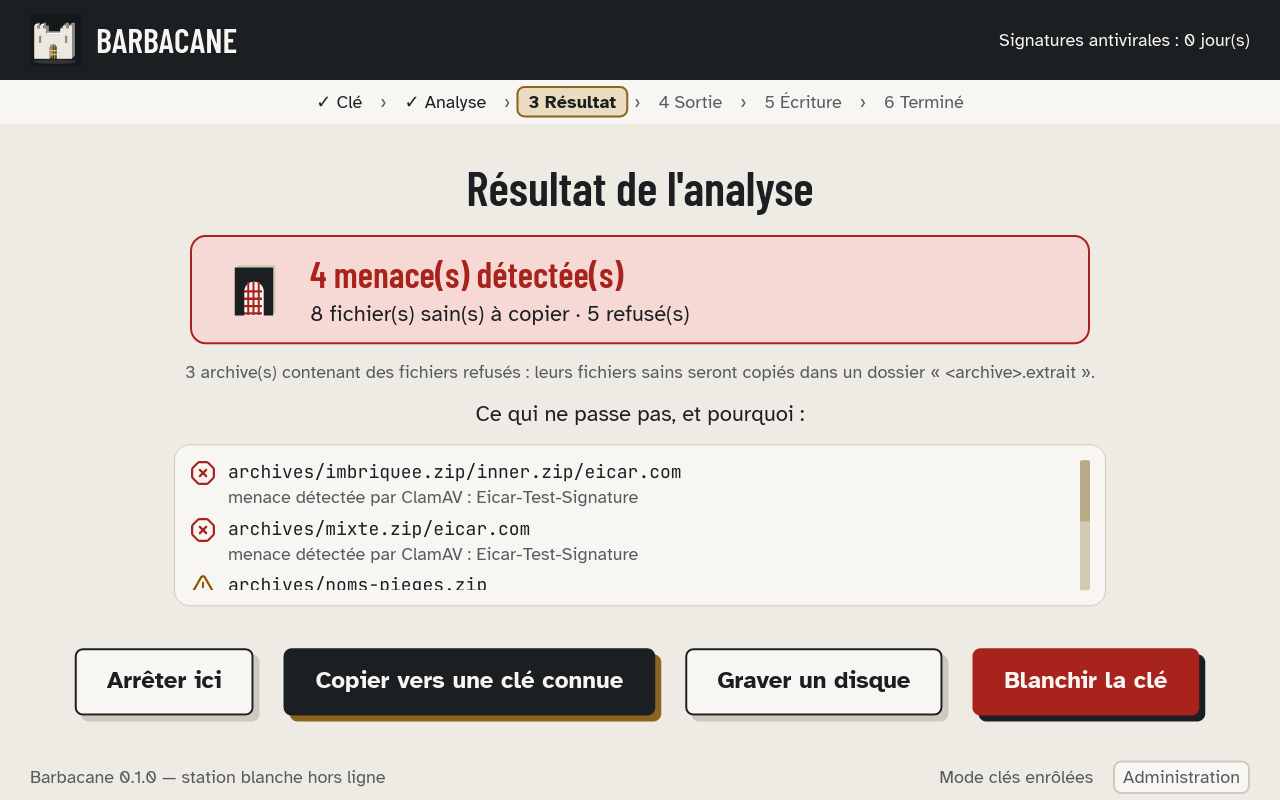 BARBACANE
Signatures antivirales : 0 jour(s)
✓ Clé › ✓ Analyse › 3 Résultat › 4 Sortie › 5 Écriture › 6 Terminé
Résultat de l'analyse
4 menace(s) détectée(s)
8 fichier(s) sain(s) à copier · 5 refusé(s)
3 archive(s) contenant des fichiers refusés : leurs fichiers sains seront copiés dans un dossier « <archive>.extrait ».
Ce qui ne passe pas, et pourquoi :
archives/imbriquee.zip/inner.zip/eicar.com
menace détectée par ClamAV : Eicar-Test-Signature
archives/mixte.zip/eicar.com
menace détectée par ClamAV : Eicar-Test-Signature
archives/noms-pieges.zip
Arrêter ici
Copier vers une clé connue
Graver un disque
Blanchir la clé
Barbacane 0.1.0 — station blanche hors ligne
Mode clés enrôlées
Administration